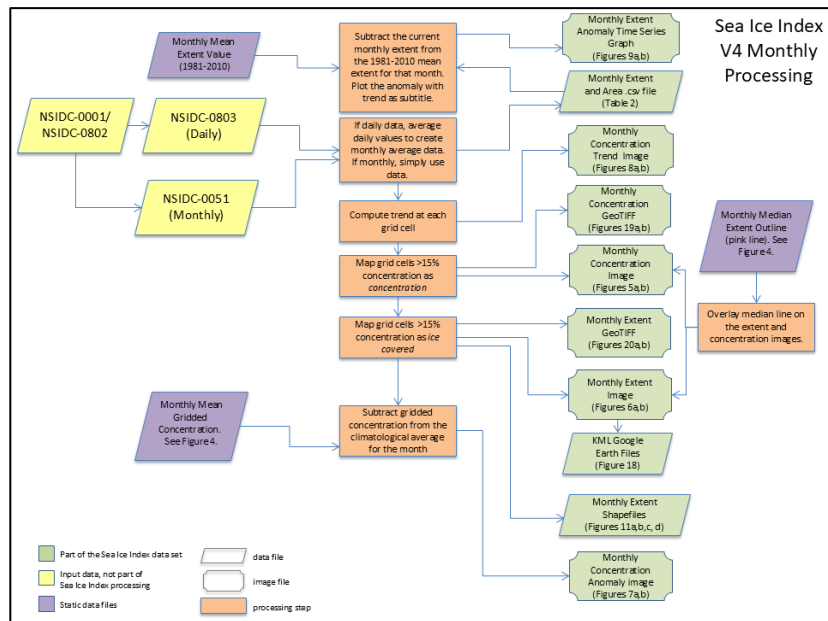 Sea Ice Index
V4 Monthly
Processing
Monthly Mean
Extent Value
(1981-2010)
Subtract the current
monthly extent from
the 1981-2010 mean
extent for that month.
Plot the anomaly with
trend as subtitle.
Monthly Extent
Anomaly Time Series
Graph
(Figures 9a,b)
Monthly Extent
and Area .csv file
(Table 2)
NSIDC-0001/
NSIDC-0802
NSIDC-0803
(Daily)
NSIDC-0051
(Monthly)
If daily data, average
daily values to create
monthly average data.
If monthly, simply use
data.
Monthly
Concentration
Trend Image
(Figures 8a,b)
Compute trend at each
grid cell
Monthly
Concentration
GeoTIFF
(Figures 19a,b)
Monthly Median
Extent Outline
(pink line). See
Figure 4.
Map grid cells >15%
concentration as
concentration
Monthly
Concentration
Image
(Figures 5a,b)
Overlay median line on
the extent and
concentration images.
Map grid cells >15%
concentration as ice
covered
Monthly Extent
GeoTIFF
(Figures 20a,b)
Monthly Extent
Image
(Figures 6a,b)
Monthly Mean
Gridded
Concentration.
See Figure 4.
Subtract gridded
concentration from the
climatological average
for the month
KML Google
Earth Files
(Figure 18)
Monthly Extent
Shapefiles
(Figures 11a,b,c, d)
Monthly
Concentration
Anomaly image
(Figures 7a,b)
Part of the Sea Ice Index data set
Input data, not part of
Sea Ice Index processing
Static data files
data file
image file
processing step